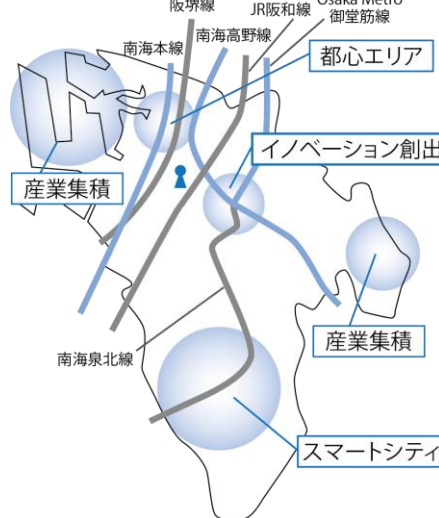 阪堺線
JR阪和線
Osaka Metro
御堂筋線
南海本線
南海高野線
都心エリア
イノベーション創出
産業集積
産業集積
南海泉北線
スマートシティ